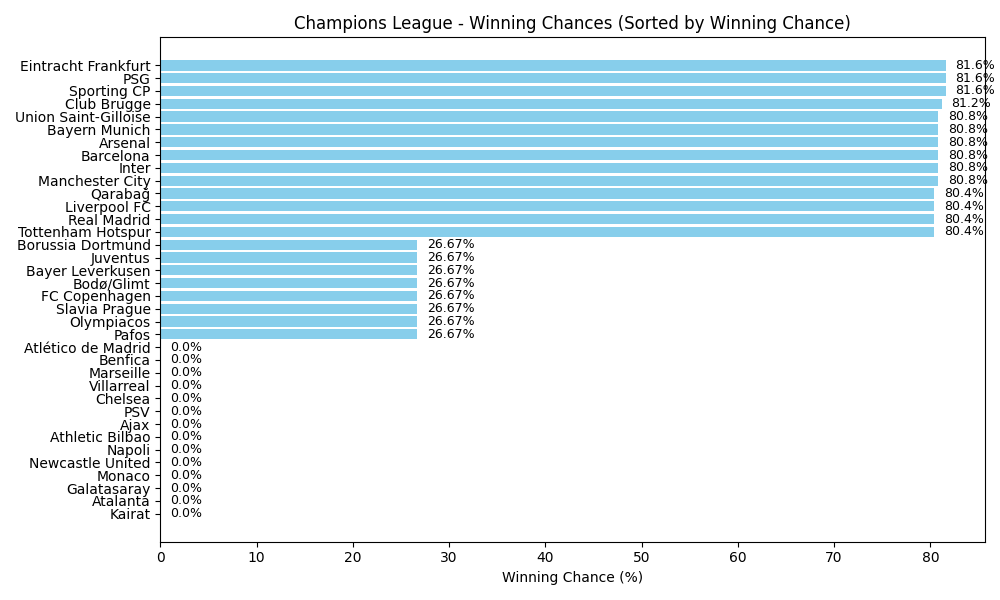 Champions League - Winning Chances (Sorted by Winning Chance)
Eintracht Frankfurt 81.6%
PSG 81.6%
Sporting CP 81.6%
Club Brugge 81.2%
Union Saint-Gilloise 80.8%
Bayern Munich 80.8%
Arsenal 80.8%
Barcelona 80.8%
Inter 80.8%
Manchester City 80.8%
Qarabağ 80.4%
Liverpool FC 80.4%
Real Madrid 80.4%
Tottenham Hotspur 80.4%
Borussia Dortmund 26.67%
Juventus 26.67%
Bayer Leverkusen 26.67%
Bodø/Glimt 26.67%
FC Copenhagen 26.67%
Slavia Prague 26.67%
Olympiacos 26.67%
Pafos 26.67%
Atlético de Madrid 0.0%
Benfica 0.0%
Marseille 0.0%
Villarreal 0.0%
Chelsea 0.0%
PSV 0.0%
Ajax 0.0%
Athletic Bilbao 0.0%
Napoli 0.0%
Newcastle United 0.0%
Monaco 0.0%
Galatasaray 0.0%
Atalanta 0.0%
Kairat 0.0%
0 10 20 30 40 50 60 70 80
Winning Chance (%)